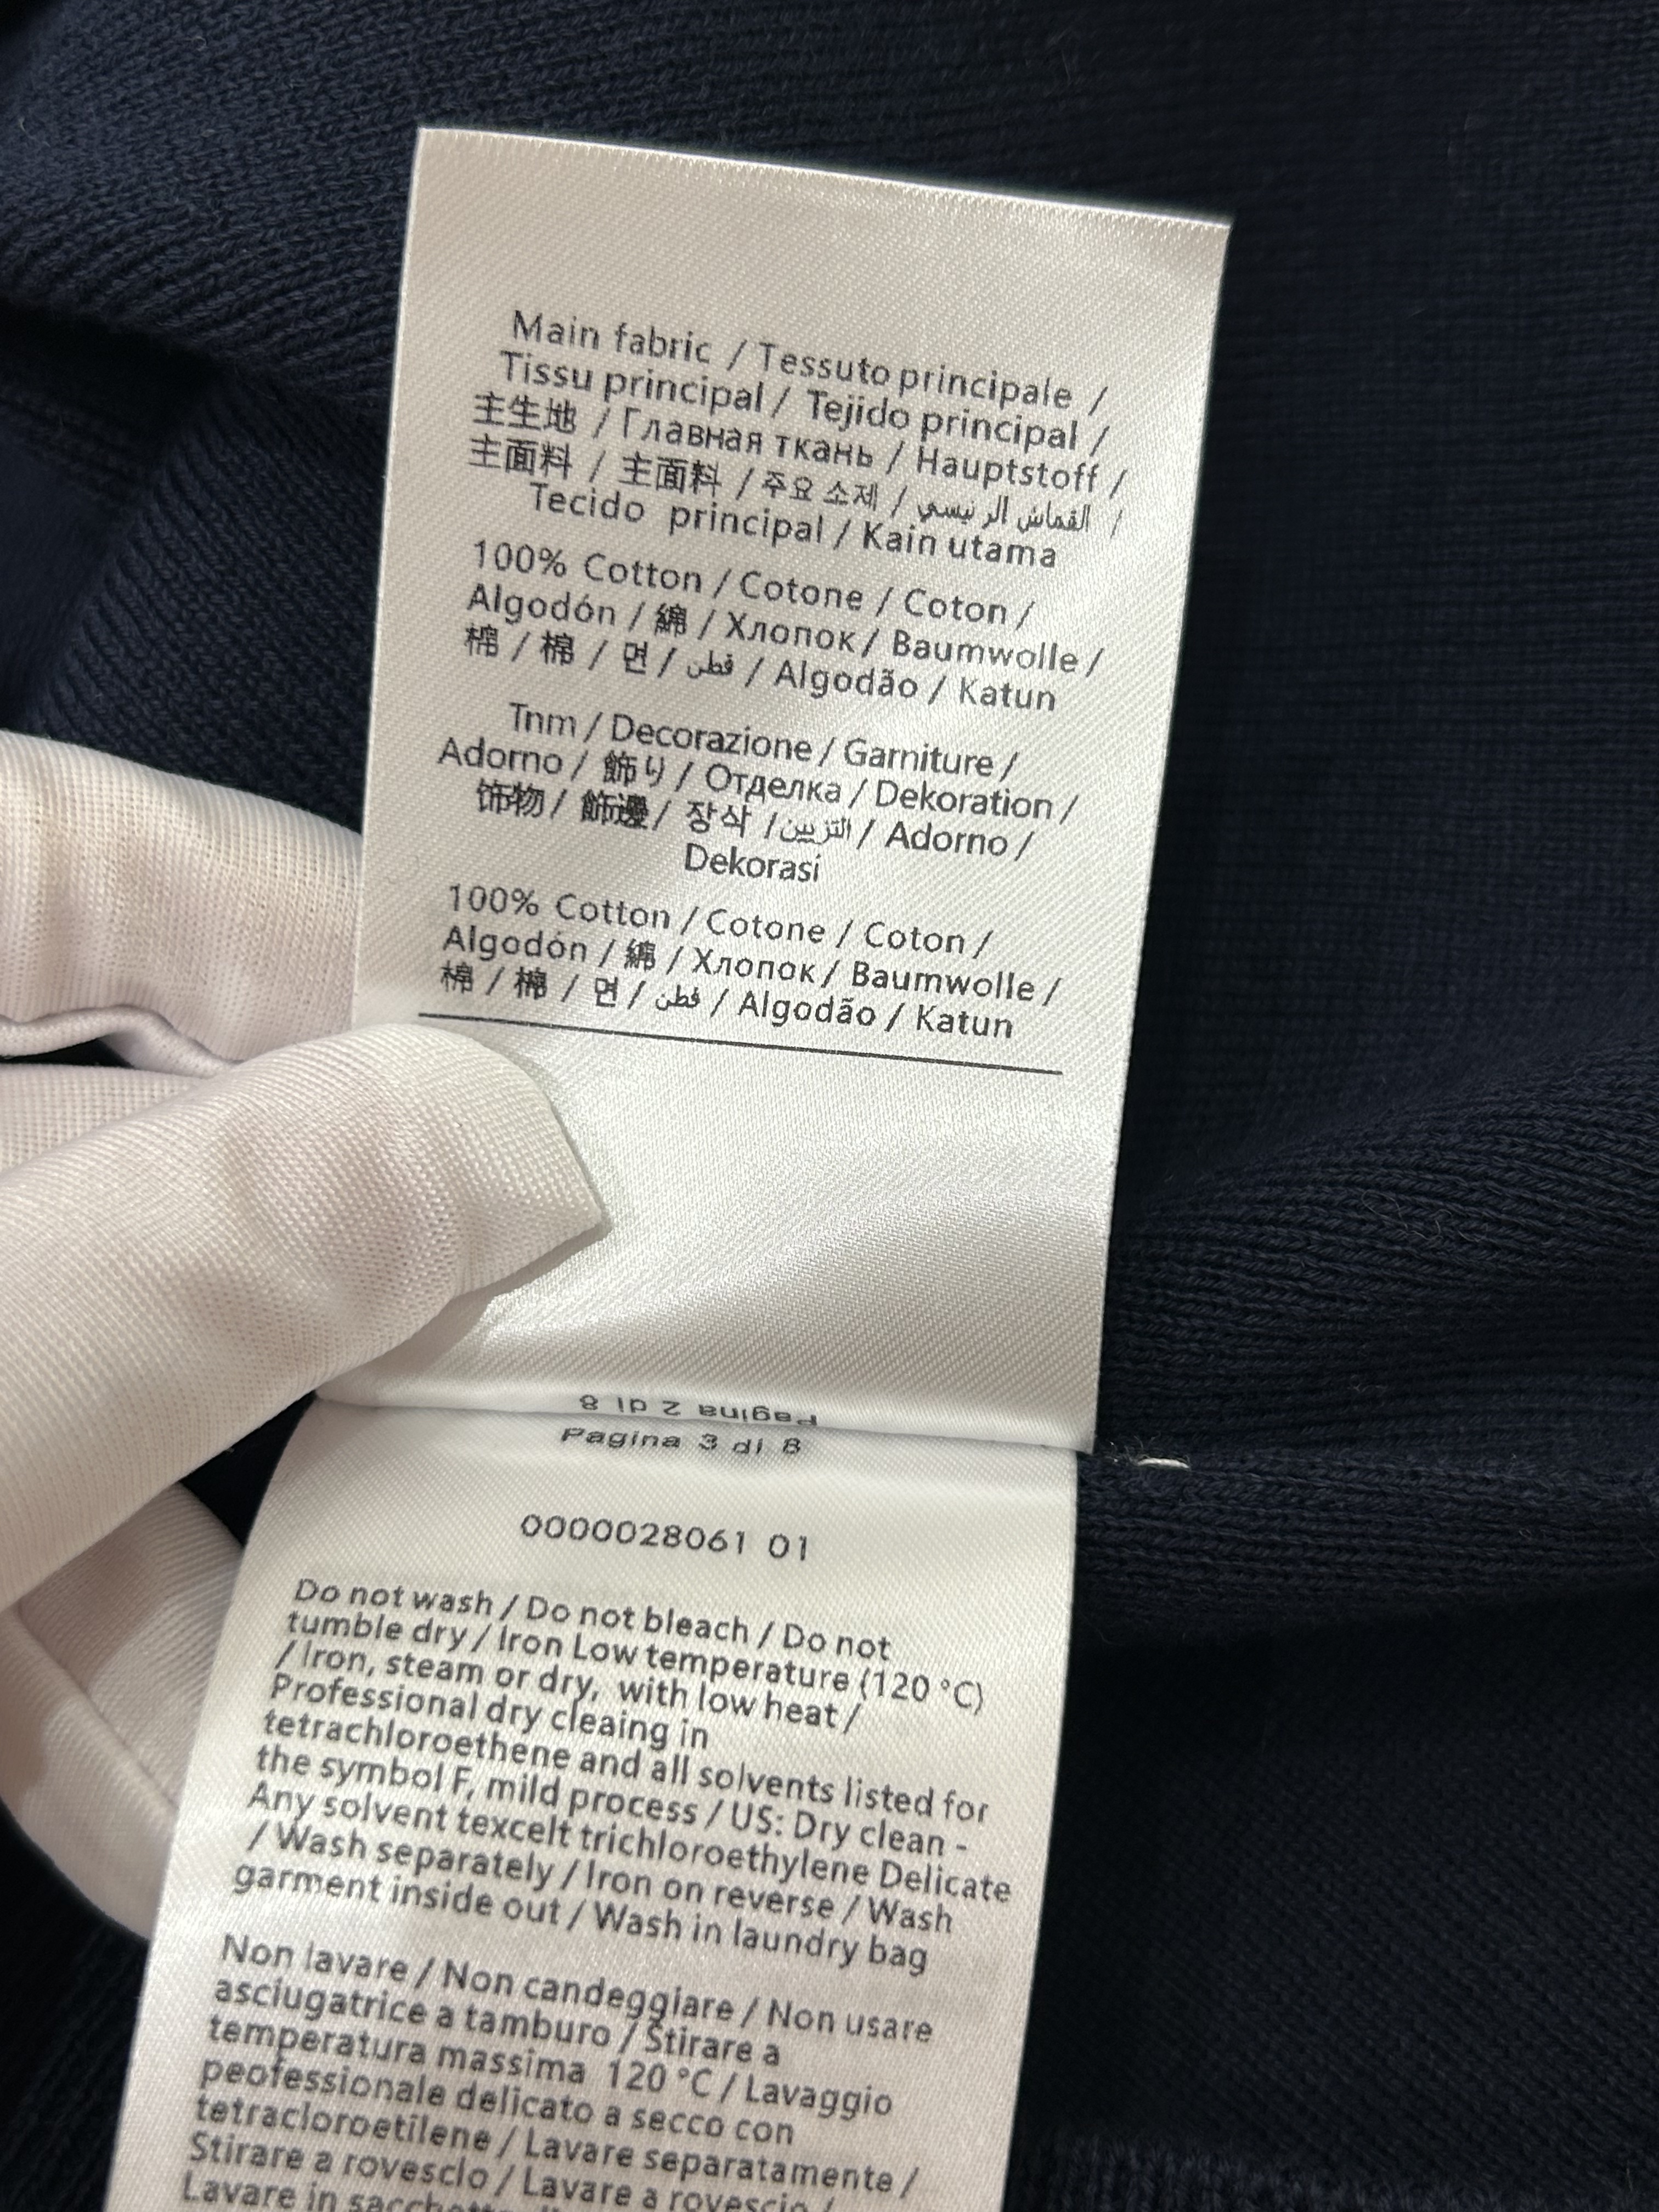 Main fabric / Tessuto principale /
Tissu principal / Tejido principal /
主生地 / Главная ткань / Hauptstoff /
主面料 / 主面料 / 주요 소제 / القماش الرئيسي /
Tecido principal / Kain utama
100% Cotton / Cotone / Coton /
Algodón / 綿 / Хлопок / Baumwolle /
棉 / 棉 / 면 / قطن / Algodão / Katun
Tnm / Decorazione / Garniture /
Adorno / 飾り / Отделка / Dekoration /
饰物 / 飾邊 / 장식 / التزيين / Adorno /
Dekorasi
100% Cotton / Cotone / Coton /
Algodón / 綿 / Хлопок / Baumwolle /
棉 / 棉 / 면 / قطن / Algodão / Katun
Pagina 2 di 8
Pagina 3 di 8
0000028061 01
Do not wash / Do not bleach / Do not
tumble dry / Iron Low temperature (120 °C)
/ Iron, steam or dry, with low heat /
Professional dry cleaing in
tetrachloroethene and all solvents listed for
the symbol F, mild process / US: Dry clean -
Any solvent texcelt trichloroethylene Delicate
/ Wash separately / Iron on reverse / Wash
garment inside out / Wash in laundry bag
Non lavare / Non candeggiare / Non usare
asciugatrice a tamburo / Stirare a
temperatura massima 120 °C / Lavaggio
peofessionale delicato a secco con
tetracloroetilene / Lavare separatamente /
Stirare a rovescio / Lavare a rovescio /
Lavare in